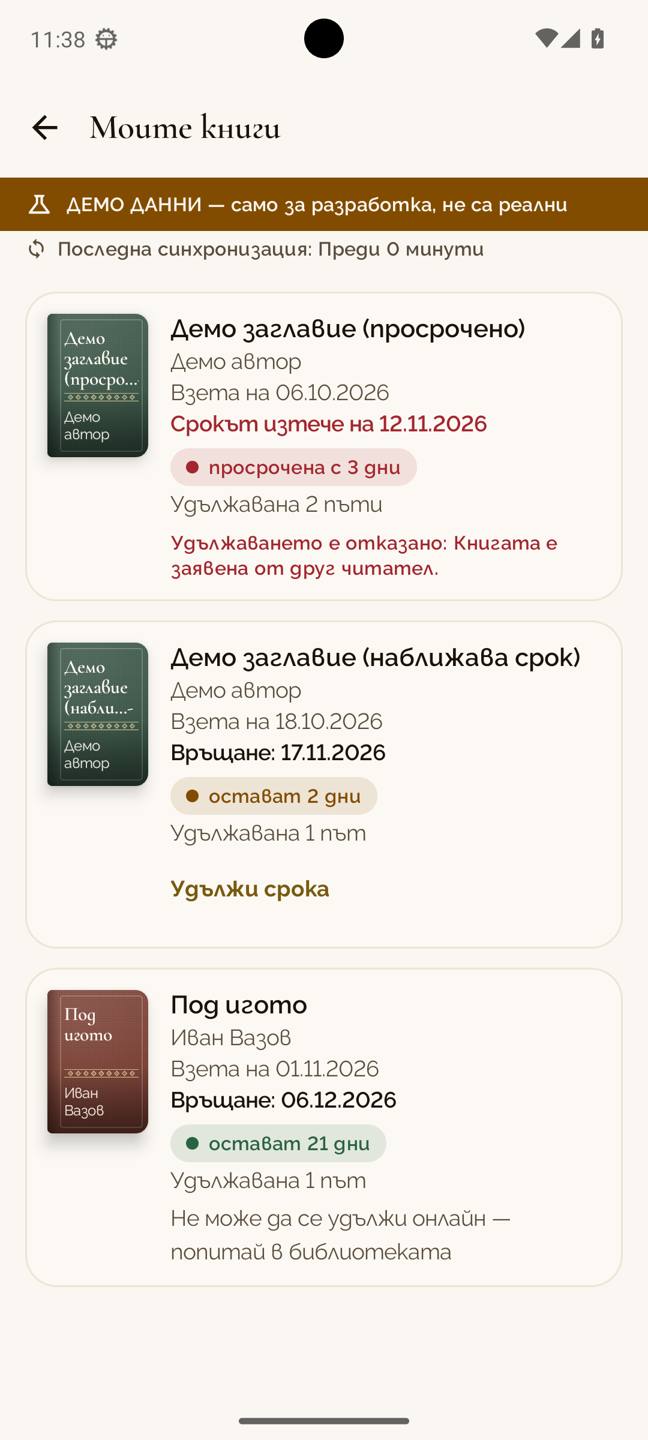 11:38
Моите книги
ДЕМО ДАННИ — само за разработка, не са реални
Последна синхронизация: Преди 0 минути
Демо
заглавие
(просро...
Демо
автор
Демо заглавие (просрочено)
Демо автор
Взета на 06.10.2026
Срокът изтече на 12.11.2026
просрочена с 3 дни
Удължавана 2 пъти
Удължаването е отказано: Книгата е
заявена от друг читател.
Демо
заглавие
(набли...-
Демо
автор
Демо заглавие (наближава срок)
Демо автор
Взета на 18.10.2026
Връщане: 17.11.2026
остават 2 дни
Удължавана 1 път
Удължи срока
Под
игото
Иван
Вазов
Под игото
Иван Вазов
Взета на 01.11.2026
Връщане: 06.12.2026
остават 21 дни
Удължавана 1 път
Не може да се удължи онлайн —
попитай в библиотеката